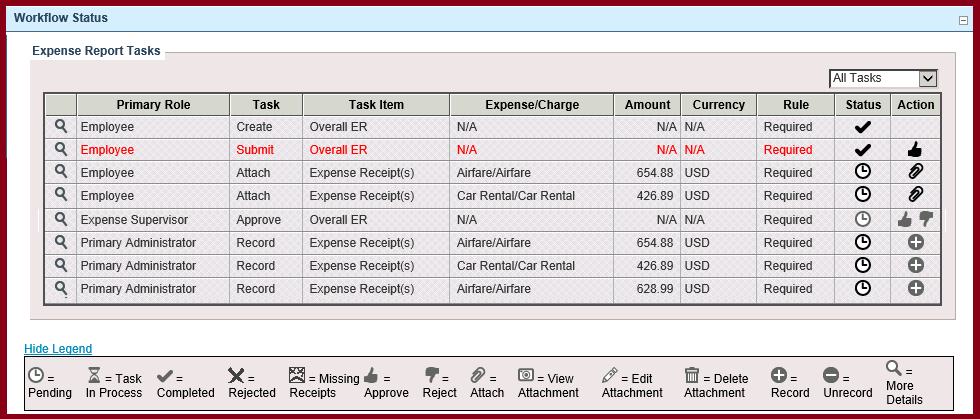 Workflow Status
Expense Report Tasks
All Tasks
Primary Role Task Task Item Expense/Charge Amount Currency Rule Status Action
Employee Create Overall ER N/A N/A N/A Required
Employee Submit Overall ER N/A N/A N/A Required
Employee Attach Expense Receipt(s) Airfare/Airfare 654.88 USD Required
Employee Attach Expense Receipt(s) Car Rental/Car Rental 426.89 USD Required
Expense Supervisor Approve Overall ER N/A N/A N/A Required
Primary Administrator Record Expense Receipt(s) Airfare/Airfare 654.88 USD Required
Primary Administrator Record Expense Receipt(s) Car Rental/Car Rental 426.89 USD Required
Primary Administrator Record Expense Receipt(s) Airfare/Airfare 628.99 USD Required
Hide Legend
= Pending
= Task In Process
= Completed
= Rejected
= Missing Receipts
= Approve
= Reject
= Attach
= View Attachment
= Edit Attachment
= Delete Attachment
= Record
= Unrecord
= More Details